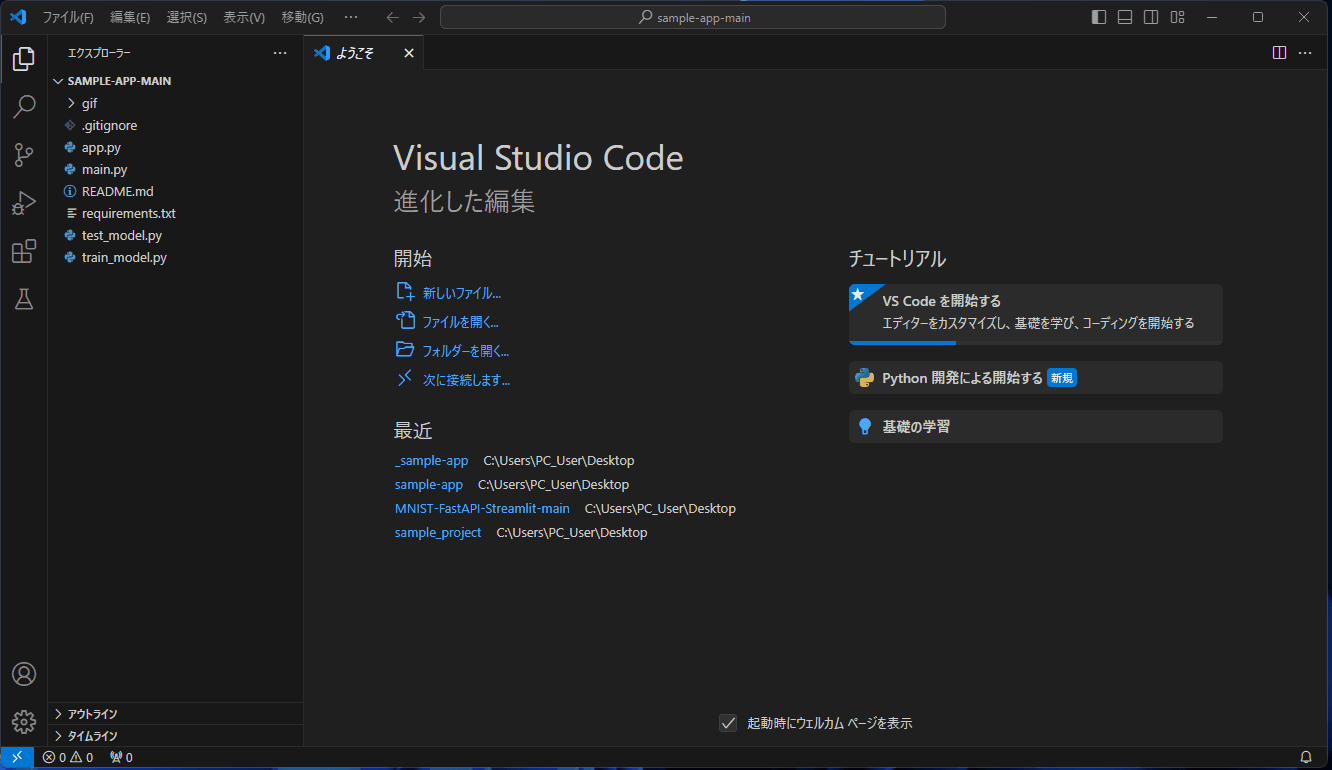 ファイル(F) 編集(E) 選択(S) 表示(V) 移動(G) ··· sample-app-main
エクスプローラー ···
SAMPLE-APP-MAIN
gif
.gitignore
app.py
main.py
README.md
requirements.txt
test_model.py
train_model.py
アウトライン
タイムライン
ようこそ
Visual Studio Code
進化した編集
開始
新しいファイル...
ファイルを開く...
フォルダーを開く...
次に接続します...
最近
_sample-app C:\Users\PC_User\Desktop
sample-app C:\Users\PC_User\Desktop
MNIST-FastAPI-Streamlit-main C:\Users\PC_User\Desktop
sample_project C:\Users\PC_User\Desktop
チュートリアル
VS Code を開始する
エディターをカスタマイズし、基礎を学び、コーディングを開始する
Python 開発による開始する 新規
基礎の学習
起動時にウェルカム ページを表示
0 0 0